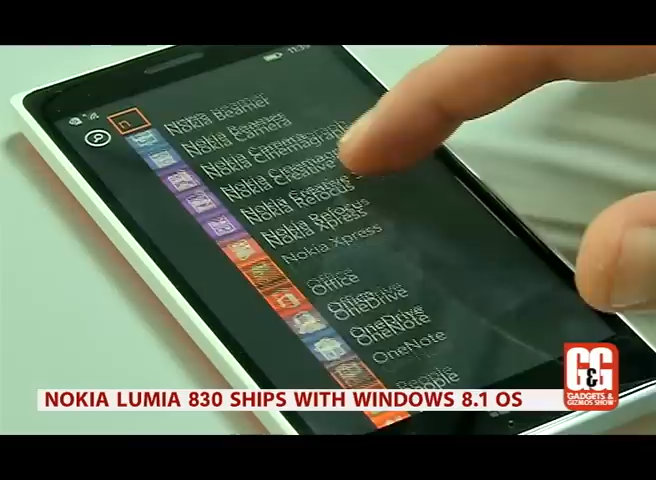 n
Nokia Beamer
Nokia Camera
Nokia Cinemagraph
Nokia Creative
Nokia Refocus
Nokia Xpress
Office
OneDrive
OneNote
People
NOKIA LUMIA 830 SHIPS WITH WINDOWS 8.1 OS
G&G
GADGETS &
GIZMOS SHOW